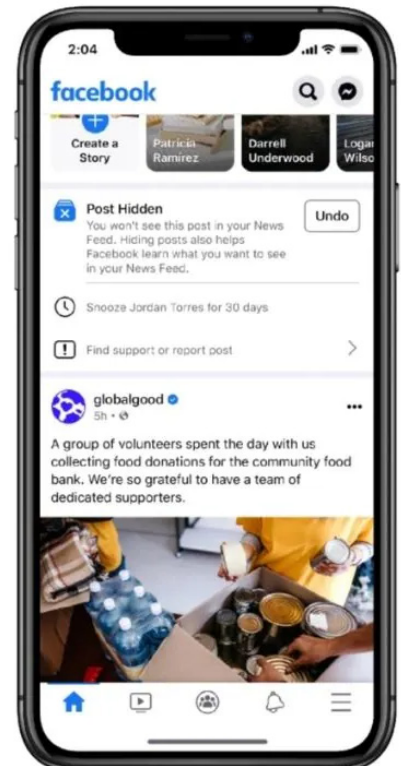 2:04
facebook
Create a
Story
Patricia
Ramirez
Darrell
Underwood
Logan
Wilso
Post Hidden
You won't see this post in your News
Feed. Hiding posts also helps
Facebook learn what you want to see
in your News Feed.
Undo
Snooze Jordan Torres for 30 days
Find support or report post
globalgood
5h
A group of volunteers spent the day with us
collecting food donations for the community food
bank. We're so grateful to have a team of
dedicated supporters.